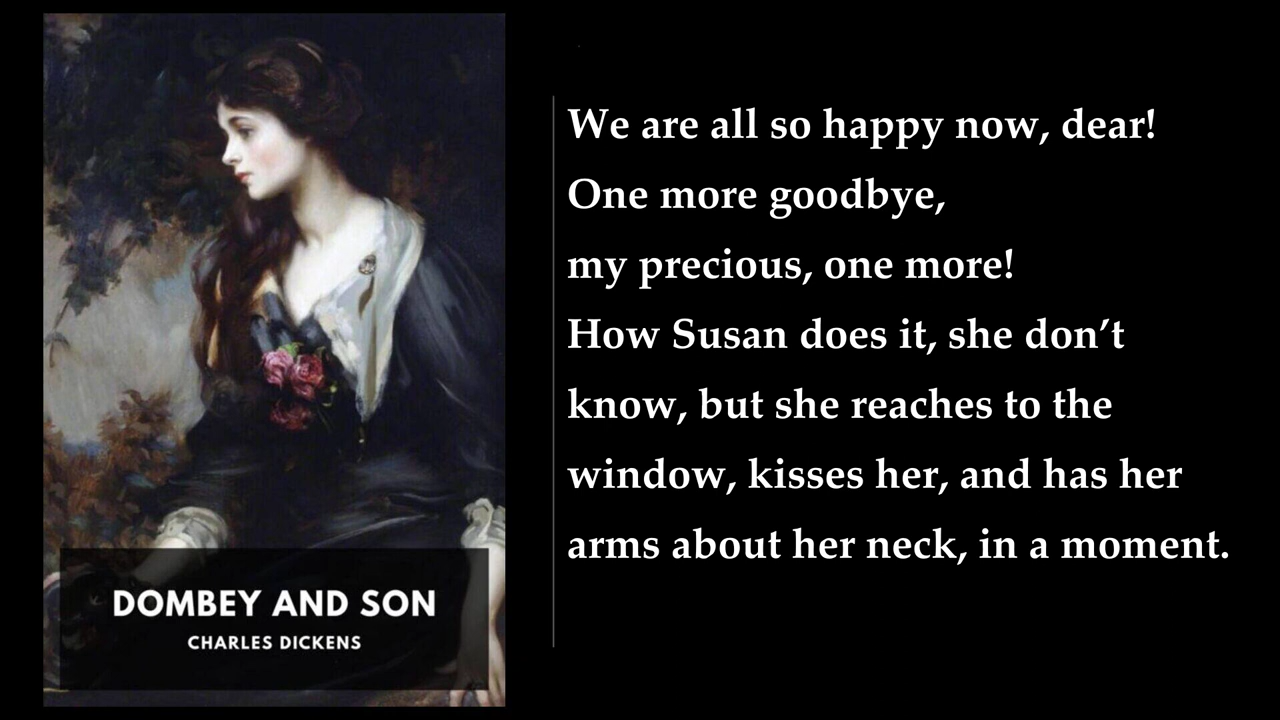 DOMBEY AND SON
CHARLES DICKENS
We are all so happy now, dear!
One more goodbye,
my precious, one more!
How Susan does it, she don’t
know, but she reaches to the
window, kisses her, and has her
arms about her neck, in a moment.